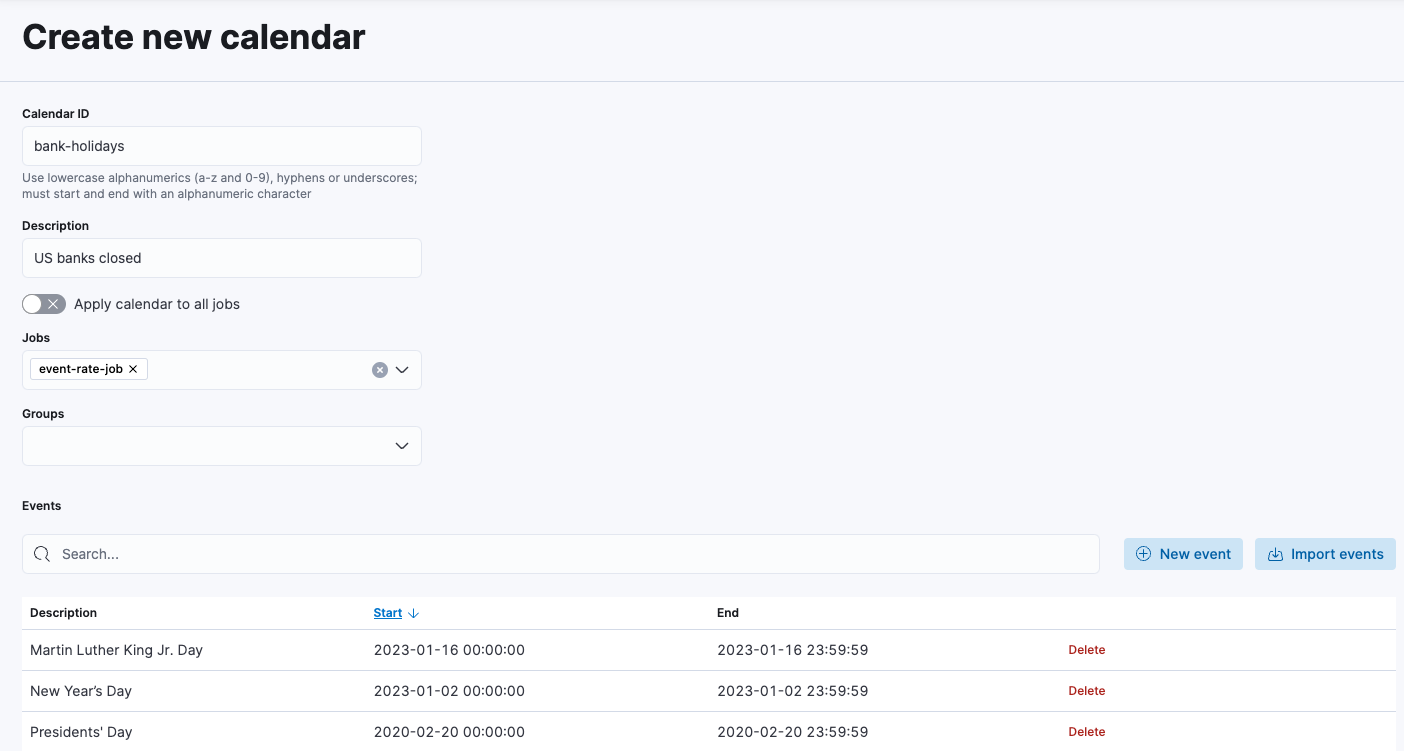 Create new calendar
Calendar ID
bank-holidays
Use lowercase alphanumerics (a-z and 0-9), hyphens or underscores;
must start and end with an alphanumeric character
Description
US banks closed
Apply calendar to all jobs
Jobs
event-rate-job
Groups
Events
Search...
New event
Import events
Description Start End
Martin Luther King Jr. Day 2023-01-16 00:00:00 2023-01-16 23:59:59 Delete
New Year’s Day 2023-01-02 00:00:00 2023-01-02 23:59:59 Delete
Presidents' Day 2020-02-20 00:00:00 2020-02-20 23:59:59 Delete